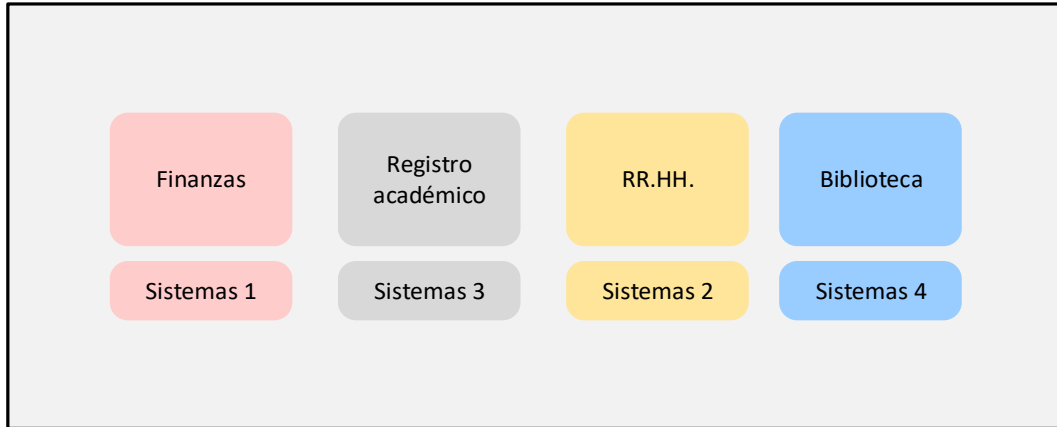 Finanzas
Registro
académico
RR.HH.
Biblioteca
Sistemas 1
Sistemas 3
Sistemas 2
Sistemas 4